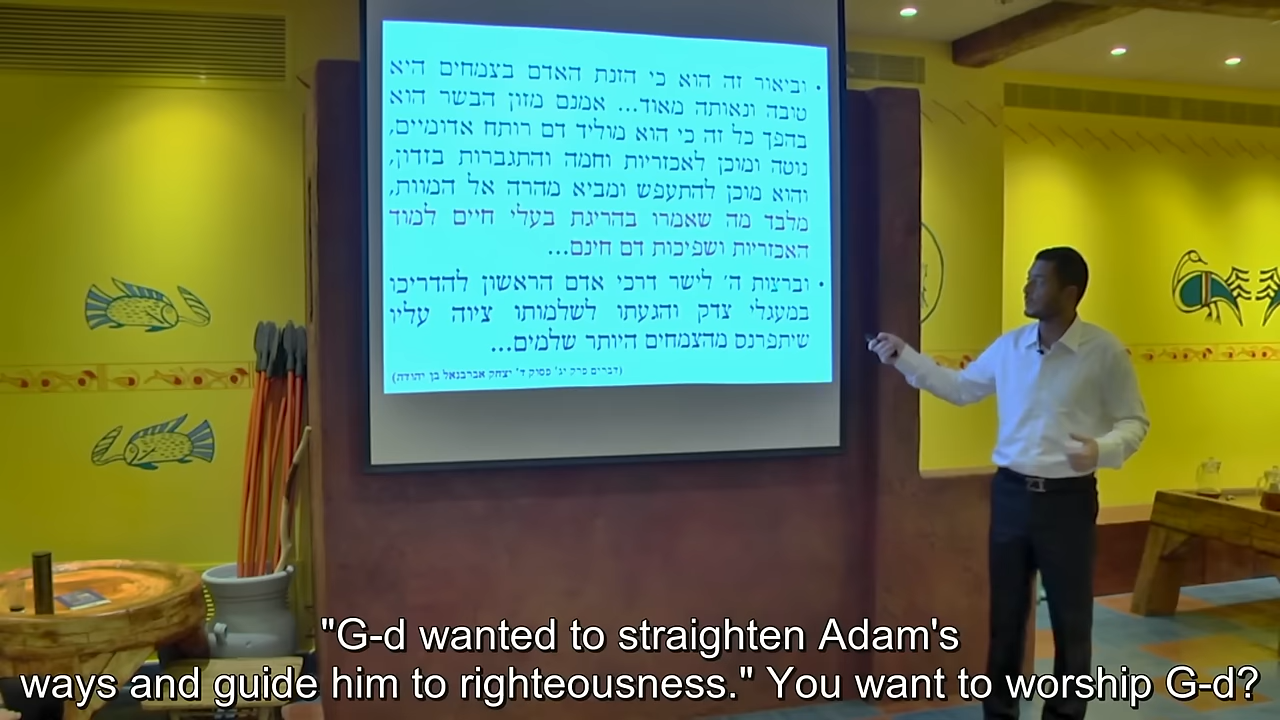 • וביאור זה הוא כי הזנת האדם בצמחים היא
טובה ונאותה מאוד... אמנם מזון הבשר הוא
בהפך כל זה כי הוא מוליד דם רותח אדומיים,
נוטה ומוכן לאכזריות וחמה והתגברות בזדון,
והוא מוכן להתעפש ומביא מהרה אל המוות,
מלבד מה שאמרו בהריגת בעלי חיים למוד
האכזריות ושפיכות דם חינם...
• וברצות ה' לישר דרכי אדם הראשון להדריכו
במעגלי צדק והגעתו לשלמותו ציוה עליו
שיתפרנס מהצמחים היותר שלמים...
(דברים פרק יג' פסוק ד' יצחק אברבנאל בן יהודה)
"G-d wanted to straighten Adam's
ways and guide him to righteousness." You want to worship G-d?